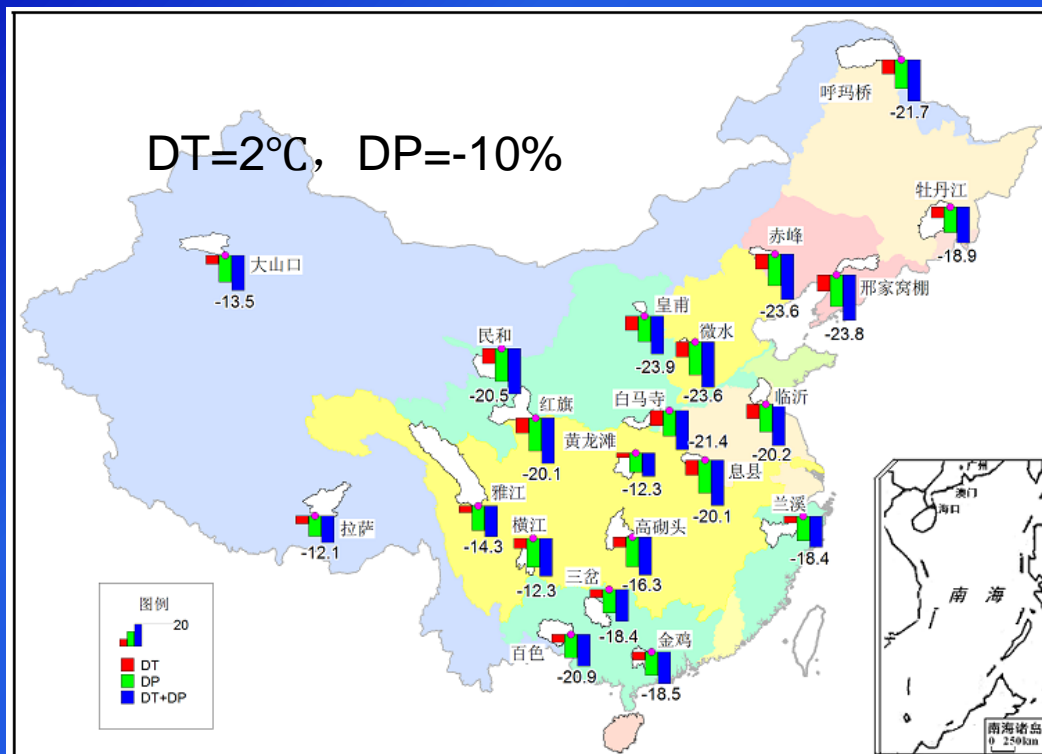 呼玛桥
-21.7
DT=2℃，DP=-10%
牡丹江
-18.9
大山口
-13.5
赤峰
-23.6
邢家窝棚
-23.8
皇甫
-23.9
微水
-23.6
民和
-20.5
红旗
-20.1
白马寺
-21.4
临沂
-20.2
黄龙滩
-12.3
息县
-20.1
雅江
-14.3
拉萨
-12.1
横江
-12.3
高砌头
-16.3
兰溪
-18.4
三岔
-18.4
百色
-20.9
金鸡
-18.5
图例
20
DT
DP
DT+DP
广州
澳门
海口
南海
南海诸岛
0 250km